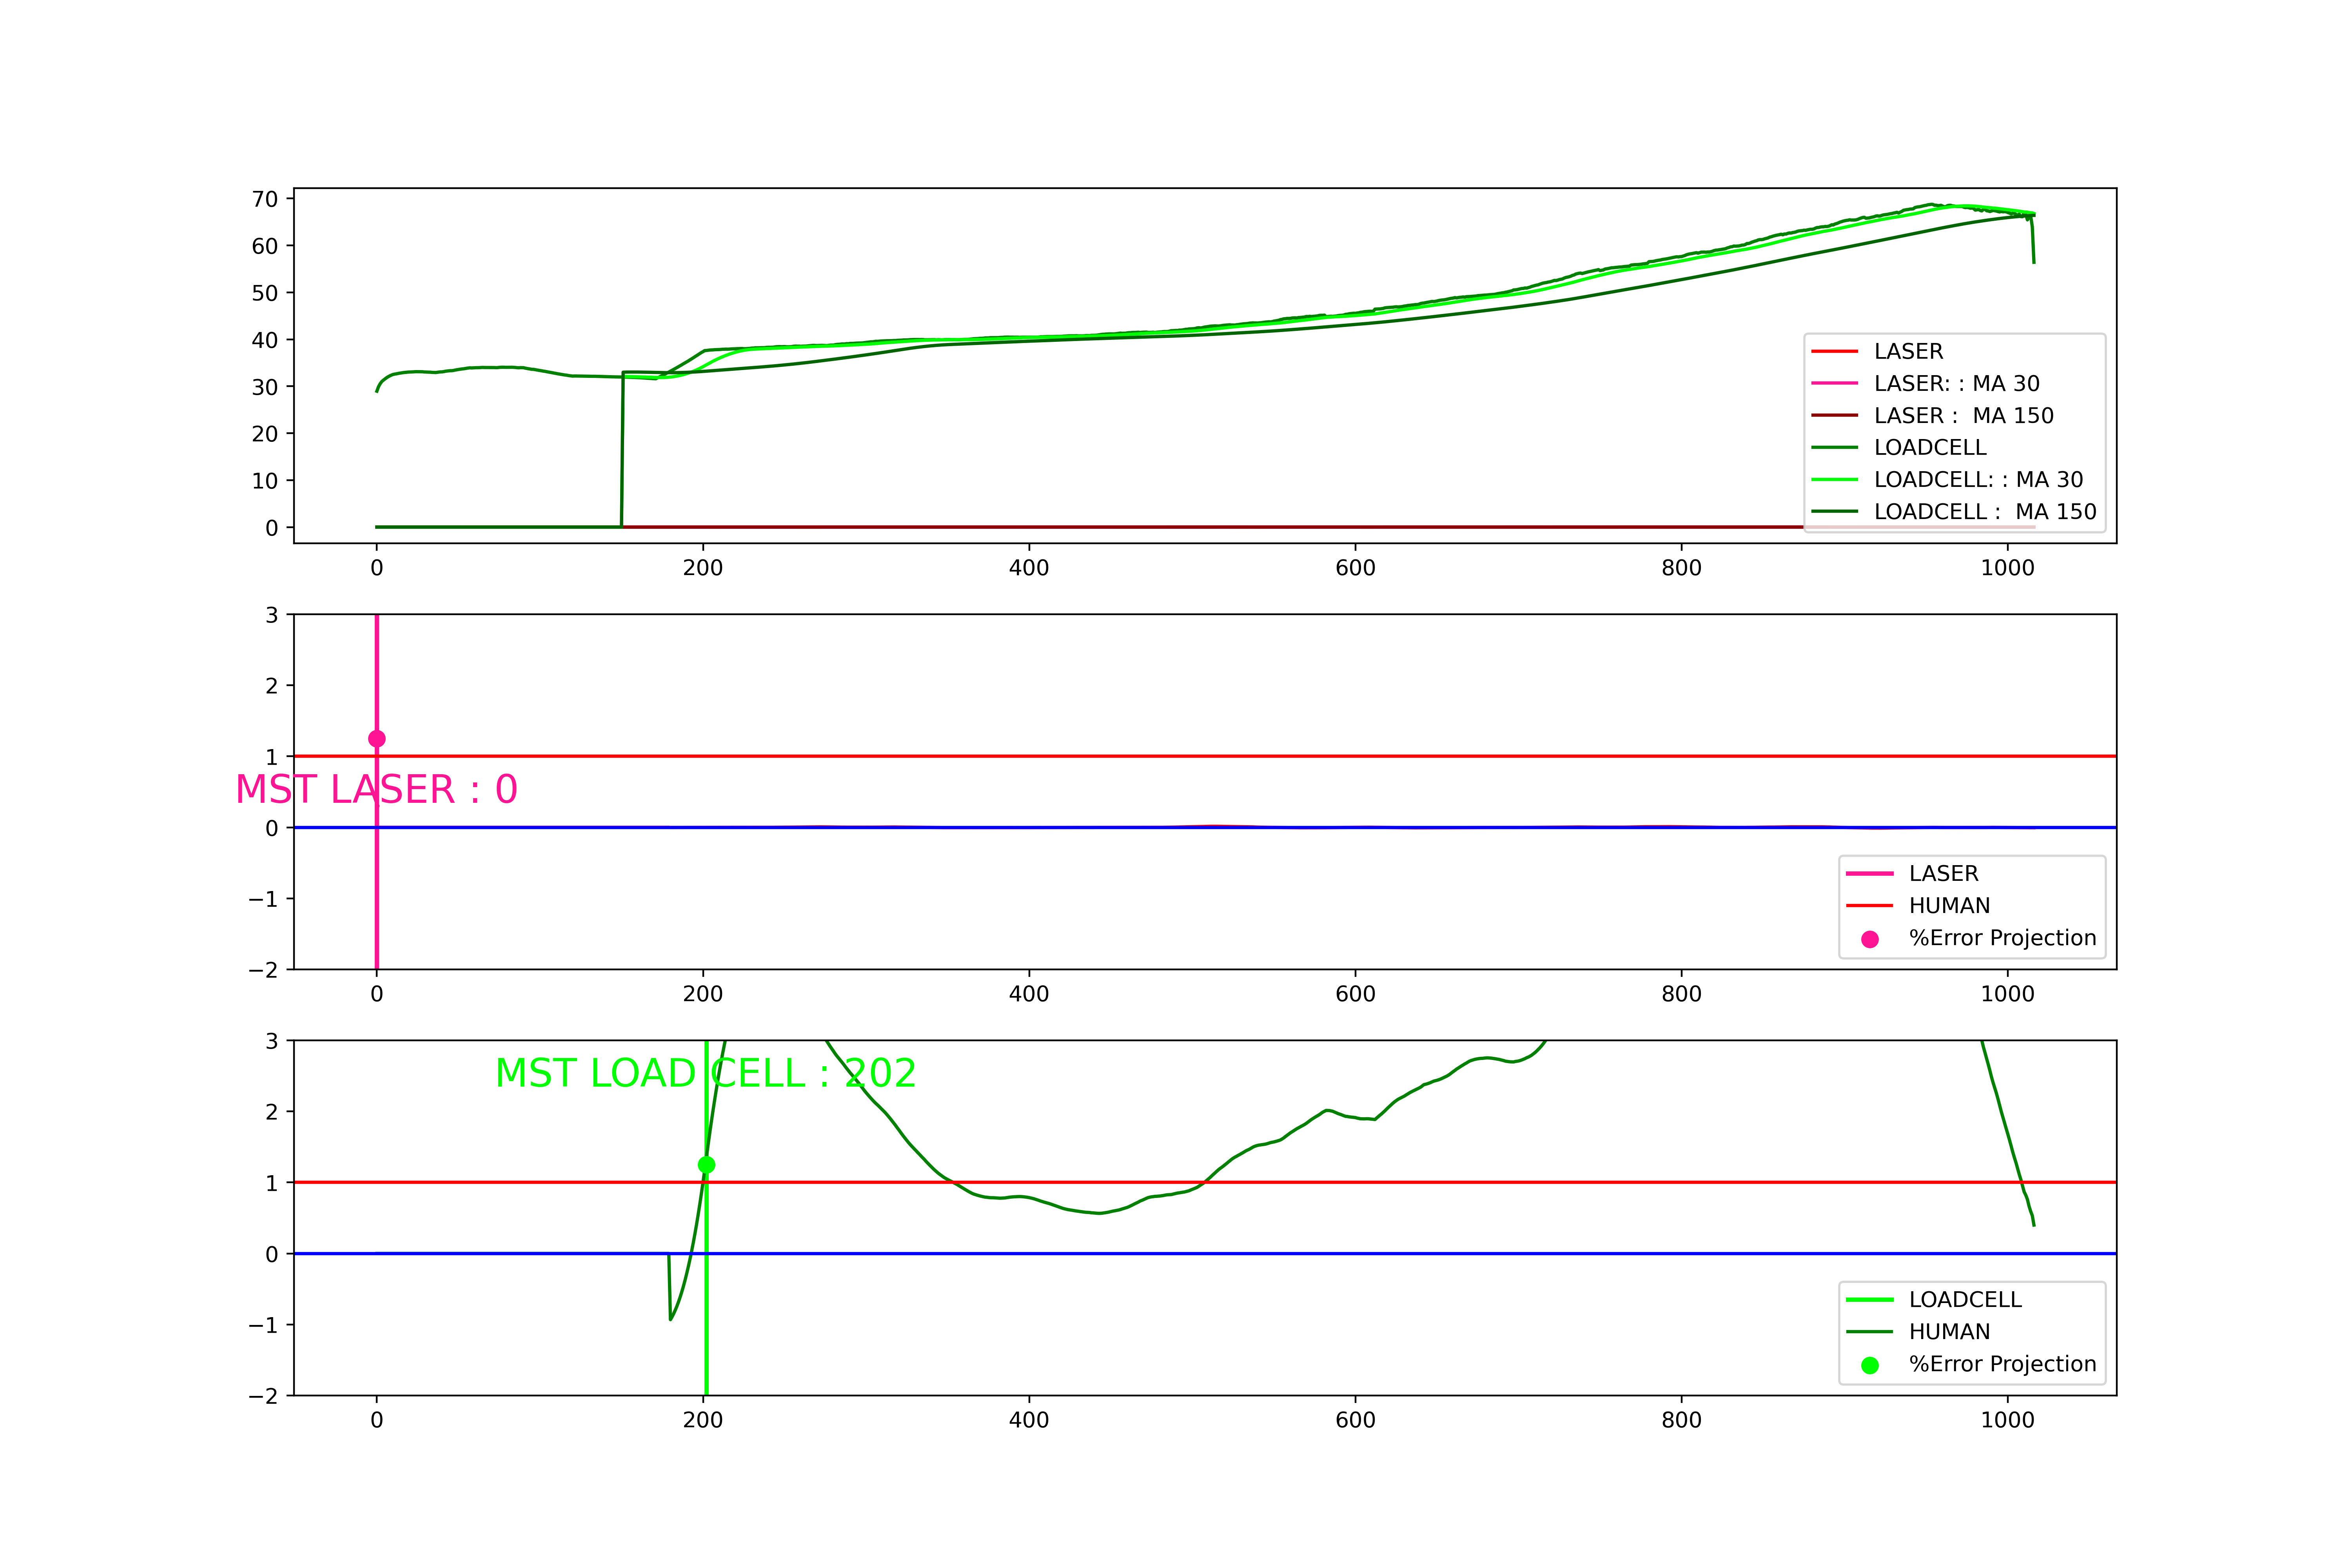 70
60
50
40
30
20
10
0
LASER
LASER: : MA 30
LASER :  MA 150
LOADCELL
LOADCELL: : MA 30
LOADCELL :  MA 150
0 200 400 600 800 1000
3
2
1
0
−1
−2
MST LASER : 0
LASER
HUMAN
%Error Projection
0 200 400 600 800 1000
3
2
1
0
−1
−2
MST LOAD CELL : 202
LOADCELL
HUMAN
%Error Projection
0 200 400 600 800 1000